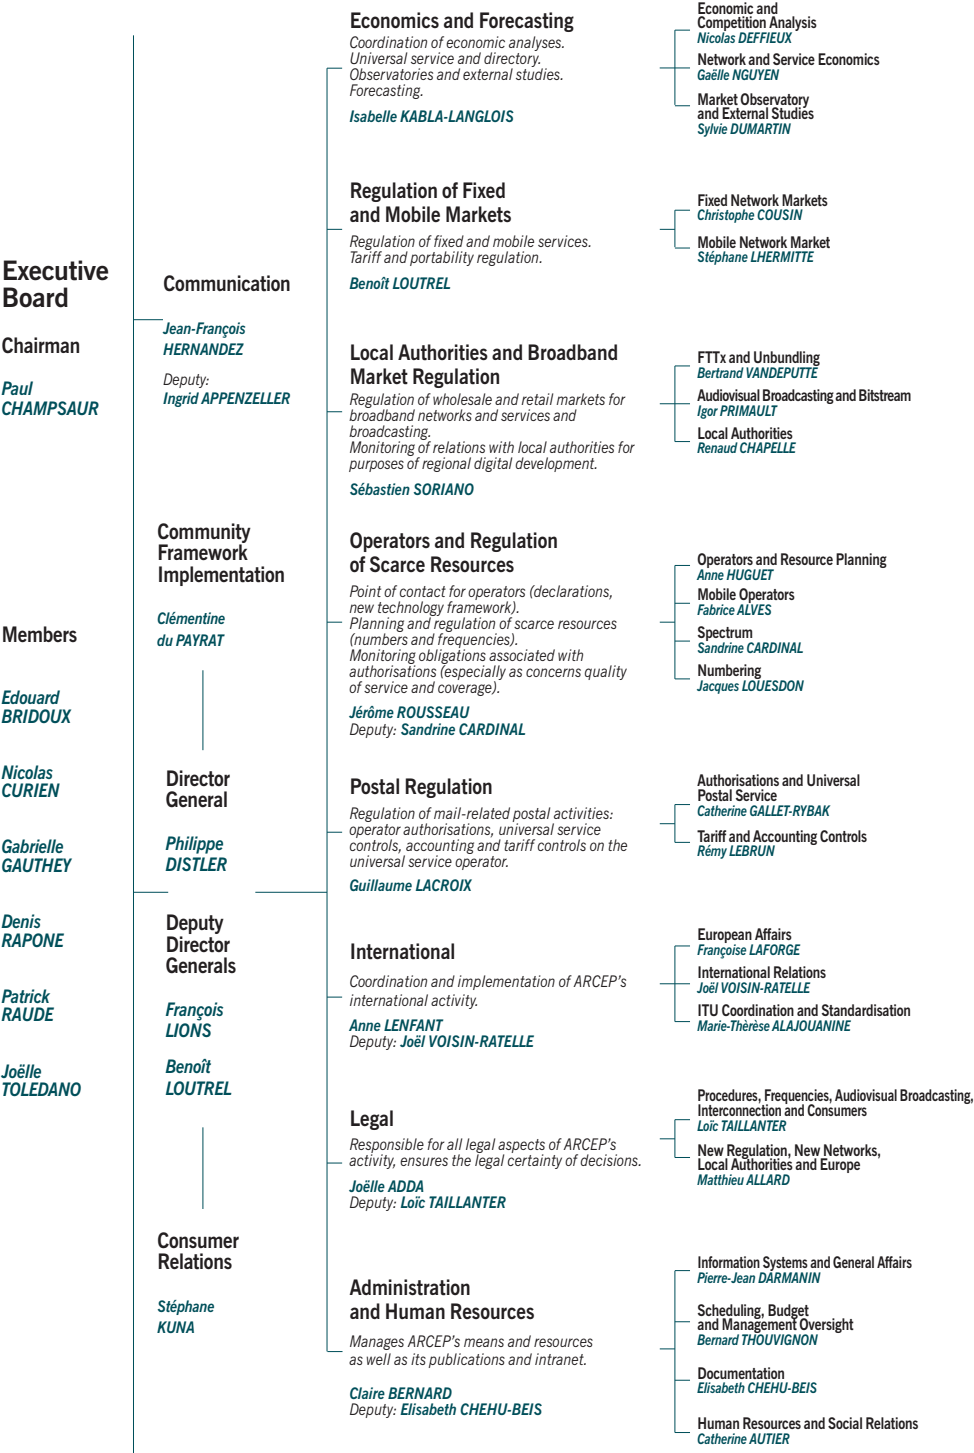 Executive
Board
Chairman
Paul
CHAMPSAUR
Members
Edouard
BRIDOUX
Nicolas
CURIEN
Gabrielle
GAUTHEY
Denis
RAPONE
Patrick
RAUDE
Joëlle
TOLEDANO
Communication
Jean-François
HERNANDEZ
Deputy:
Ingrid APPENZELLER
Community
Framework
Implementation
Clémentine
du PAYRAT
Director
General
Philippe
DISTLER
Deputy
Director
Generals
François
LIONS
Benoît
LOUTREL
Consumer
Relations
Stéphane
KUNA
Economics and Forecasting
Coordination of economic analyses.
Universal service and directory.
Observatories and external studies.
Forecasting.
Isabelle KABLA-LANGLOIS
Economic and
Competition Analysis
Nicolas DEFFIEUX
Network and Service Economics
Gaëlle NGUYEN
Market Observatory
and External Studies
Sylvie DUMARTIN
Regulation of Fixed
and Mobile Markets
Regulation of fixed and mobile services.
Tariff and portability regulation.
Benoît LOUTREL
Fixed Network Markets
Christophe COUSIN
Mobile Network Market
Stéphane LHERMITTE
Local Authorities and Broadband
Market Regulation
Regulation of wholesale and retail markets for
broadband networks and services and
broadcasting.
Monitoring of relations with local authorities for
purposes of regional digital development.
Sébastien SORIANO
FTTx and Unbundling
Bertrand VANDEPUTTE
Audiovisual Broadcasting and Bitstream
Igor PRIMAULT
Local Authorities
Renaud CHAPELLE
Operators and Regulation
of Scarce Resources
Point of contact for operators (declarations,
new technology framework).
Planning and regulation of scarce resources
(numbers and frequencies).
Monitoring obligations associated with
authorisations (especially as concerns quality
of service and coverage).
Jérôme ROUSSEAU
Deputy: Sandrine CARDINAL
Operators and Resource Planning
Anne HUGUET
Mobile Operators
Fabrice ALVES
Spectrum
Sandrine CARDINAL
Numbering
Jacques LOUESDON
Postal Regulation
Regulation of mail-related postal activities:
operator authorisations, universal service
controls, accounting and tariff controls on the
universal service operator.
Guillaume LACROIX
Authorisations and Universal
Postal Service
Catherine GALLET-RYBAK
Tariff and Accounting Controls
Rémy LEBRUN
International
Coordination and implementation of ARCEP's
international activity.
Anne LENFANT
Deputy: Joël VOISIN-RATELLE
European Affairs
Françoise LAFORGE
International Relations
Joël VOISIN-RATELLE
ITU Coordination and Standardisation
Marie-Thèrèse ALAJOUANINE
Legal
Responsible for all legal aspects of ARCEP's
activity, ensures the legal certainty of decisions.
Joëlle ADDA
Deputy: Loïc TAILLANTER
Procedures, Frequencies, Audiovisual Broadcasting,
Interconnection and Consumers
Loïc TAILLANTER
New Regulation, New Networks,
Local Authorities and Europe
Matthieu ALLARD
Administration
and Human Resources
Manages ARCEP's means and resources
as well as its publications and intranet.
Claire BERNARD
Deputy: Elisabeth CHEHU-BEIS
Information Systems and General Affairs
Pierre-Jean DARMANIN
Scheduling, Budget
and Management Oversight
Bernard THOUVIGNON
Documentation
Elisabeth CHEHU-BEIS
Human Resources and Social Relations
Catherine AUTIER